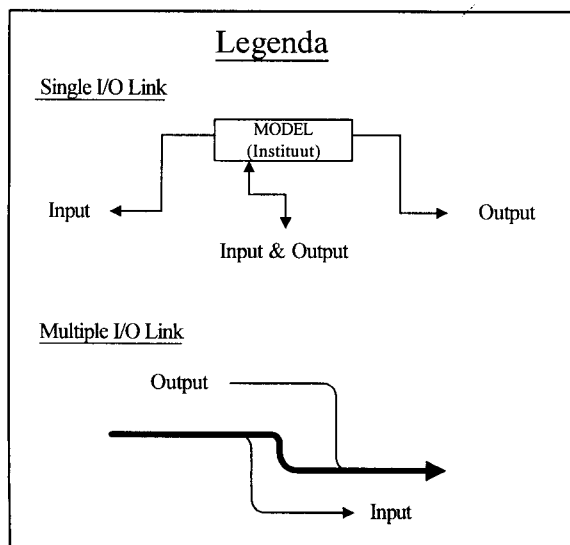 Legenda
Single I/O Link
MODEL
(Instituut)
Input
Output
Input & Output
Multiple I/O Link
Output
Input